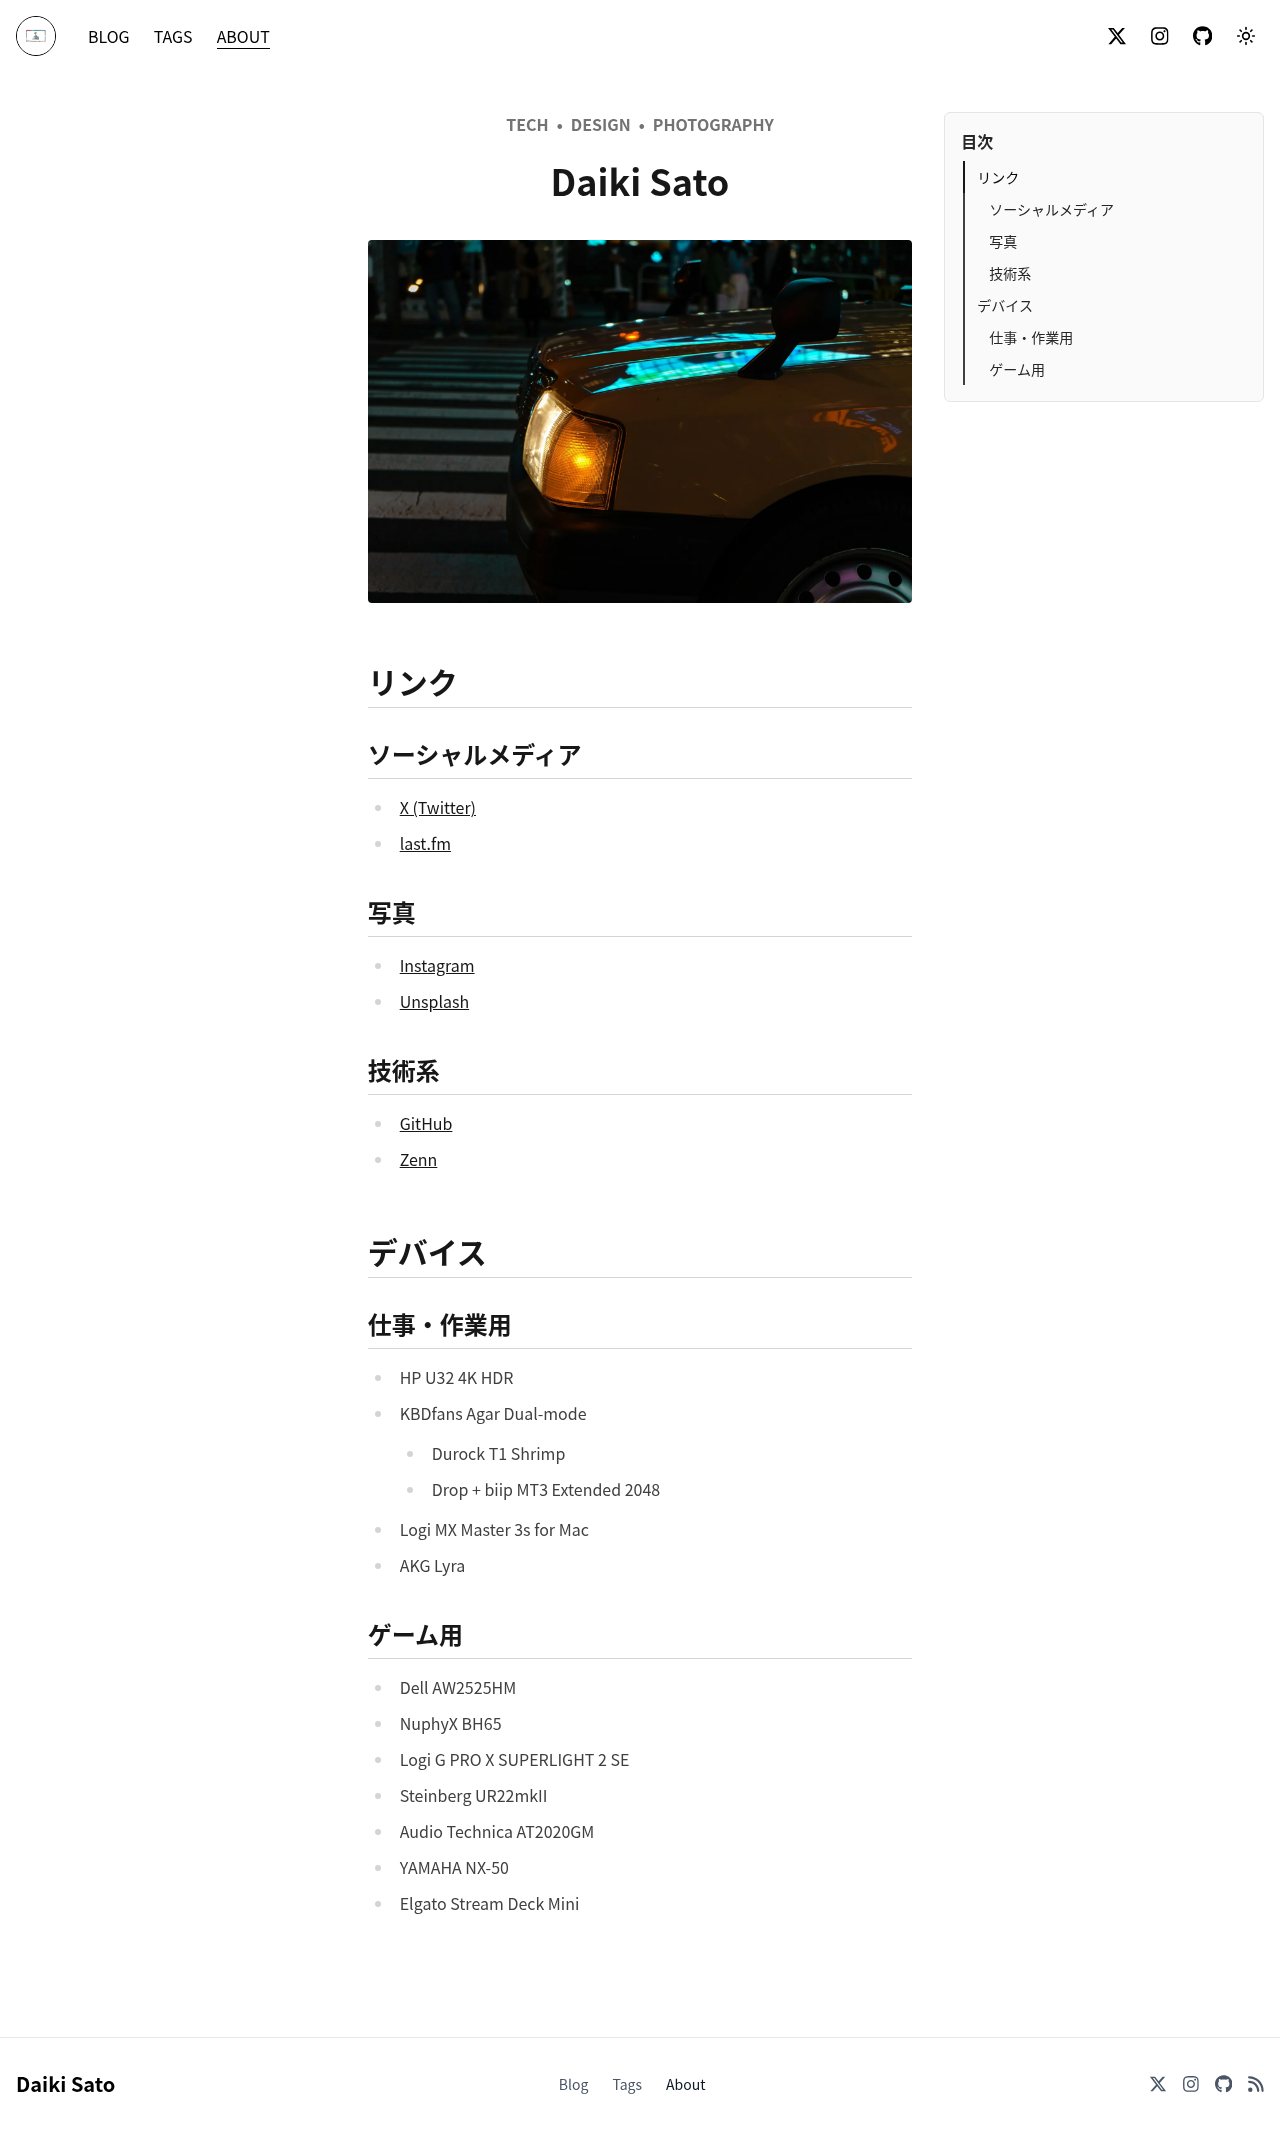 BLOG TAGS ABOUT
TECH • DESIGN • PHOTOGRAPHY
Daiki Sato
目次
リンク
ソーシャルメディア
写真
技術系
デバイス
仕事・作業用
ゲーム用
リンク
ソーシャルメディア
X (Twitter)
last.fm
写真
Instagram
Unsplash
技術系
GitHub
Zenn
デバイス
仕事・作業用
HP U32 4K HDR
KBDfans Agar Dual-mode
Durock T1 Shrimp
Drop + biip MT3 Extended 2048
Logi MX Master 3s for Mac
AKG Lyra
ゲーム用
Dell AW2525HM
NuphyX BH65
Logi G PRO X SUPERLIGHT 2 SE
Steinberg UR22mkII
Audio Technica AT2020GM
YAMAHA NX-50
Elgato Stream Deck Mini
Daiki Sato
Blog Tags About